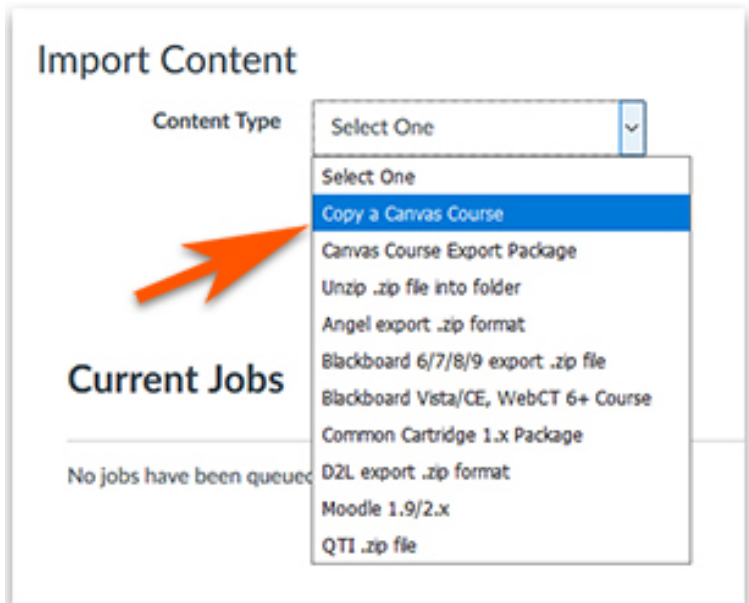 Import Content
Content Type
Select One
Select One
Copy a Canvas Course
Canvas Course Export Package
Unzip .zip file into folder
Angel export .zip format
Blackboard 6/7/8/9 export .zip file
Blackboard Vista/CE, WebCT 6+ Course
Common Cartridge 1.x Package
D2L export .zip format
Moodle 1.9/2.x
QTI .zip file
Current Jobs
No jobs have been queued